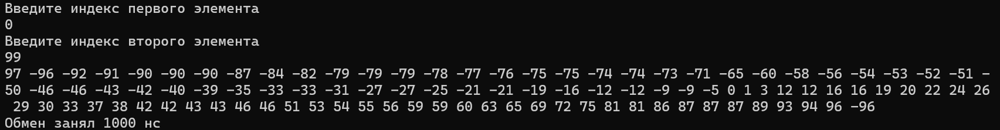 Введите индекс первого элемента
0
Введите индекс второго элемента
99
97 -96 -92 -91 -90 -90 -90 -87 -84 -82 -79 -79 -79 -78 -77 -76 -75 -75 -74 -74 -73 -71 -65 -60 -58 -56 -54 -53 -52 -51 -
50 -46 -46 -43 -42 -40 -39 -35 -33 -33 -31 -27 -27 -25 -21 -21 -19 -16 -12 -12 -9 -9 -5 0 1 3 12 12 16 16 19 20 22 24 26
29 30 33 37 38 42 42 43 43 46 46 51 53 54 55 56 59 59 60 63 65 69 72 75 81 81 86 87 87 87 89 93 94 96 -96
Обмен занял 1000 нс